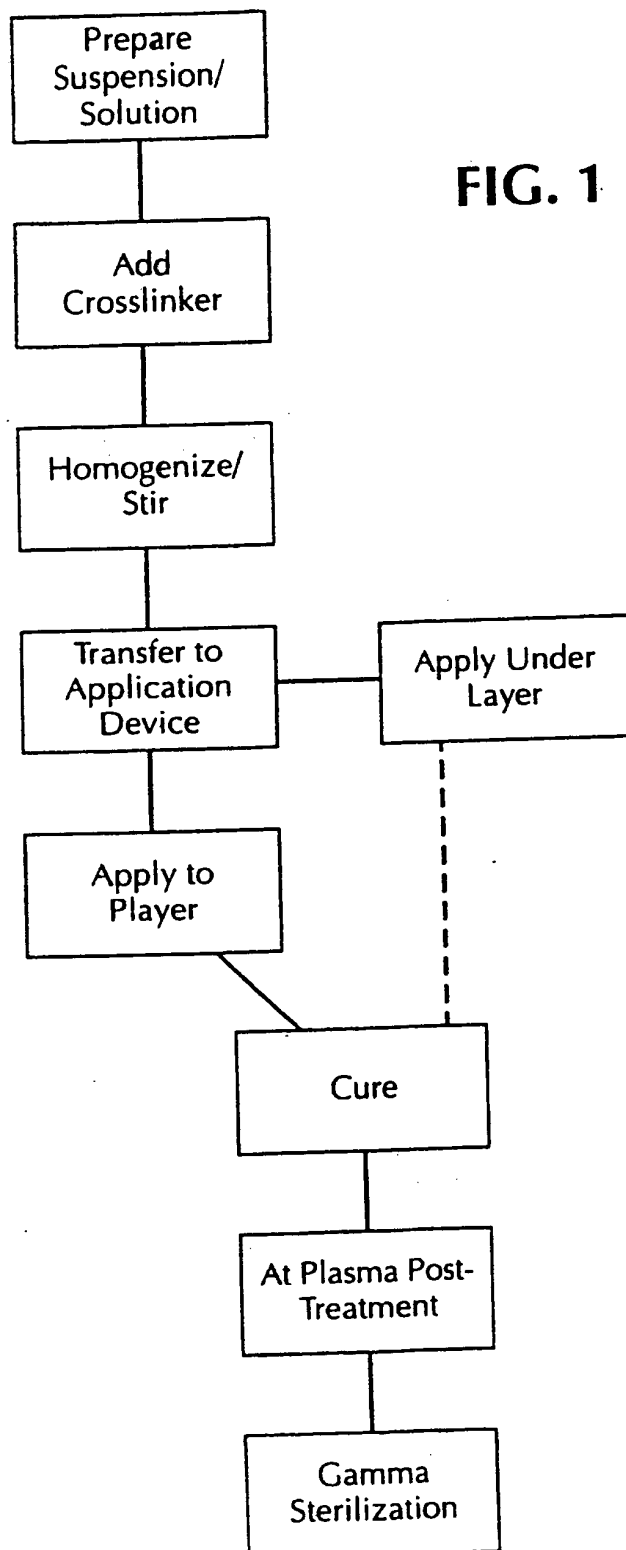 Prepare
Suspension/
Solution
FIG. 1
Add
Crosslinker
Homogenize/
Stir
Transfer to
Application
Device
Apply Under
Layer
Apply to
Player
Cure
At Plasma Post-
Treatment
Gamma
Sterilization